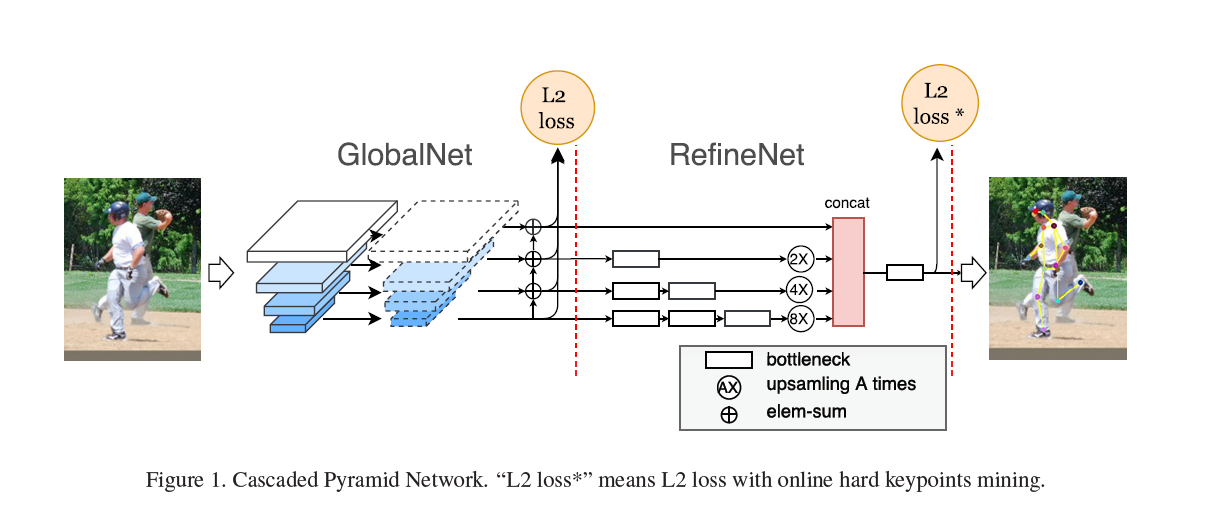 L2
loss
L2
loss *
GlobalNet
RefineNet
concat
2X
4X
8X
bottleneck
AX
upsamling A times
elem-sum
Figure 1. Cascaded Pyramid Network. “L2 loss*” means L2 loss with online hard keypoints mining.